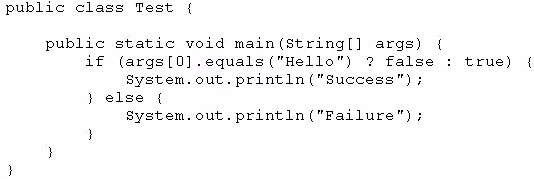 public class Test {
    public static void main(String[] args) {
        if (args[0].equals("Hello") ? false : true) {
            System.out.println("Success");
        } else {
            System.out.println("Failure");
        }
    }
}